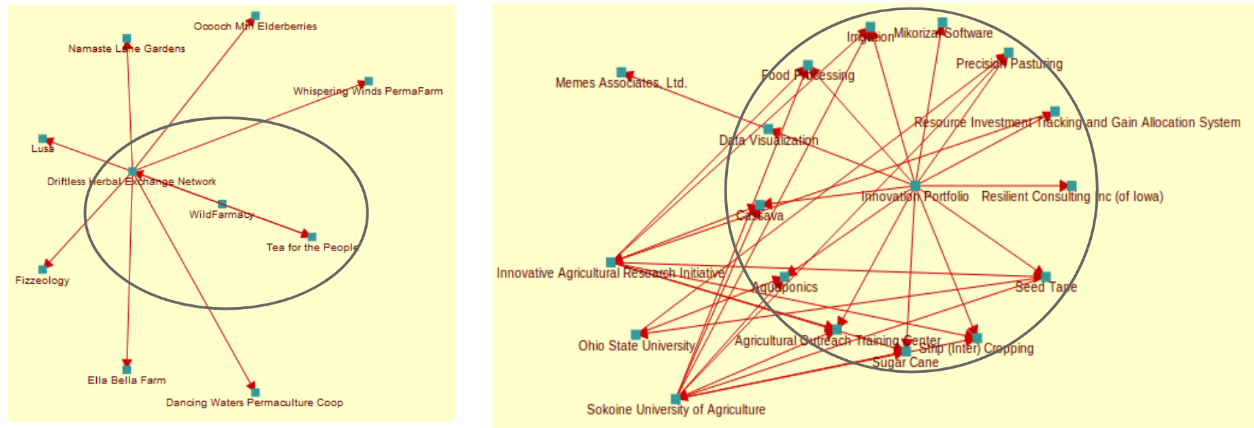 Ocooch Mtn Elderberries
Namaste Lane Gardens
Whispering Winds PermaFarm
Lusa
Driftless Herbal Exchange Network
WildFarmacy
Tea for the People
Fizzeology
Ella Bella Farm
Dancing Waters Permaculture Coop
Irrigation
Mikorizal Software
Precision Pasturing
Food Processing
Memes Associates, Ltd.
Resource Investment Tracking and Gain Allocation System
Data Visualization
Innovation Portfolio
Resilient Consulting Inc (of Iowa)
Cassava
Innovative Agricultural Research Initiative
Aquaponics
Seed Tape
Ohio State University
Agricultural Outreach Training Center
Strip (Inter) Cropping
Sugar Cane
Sokoine University of Agriculture